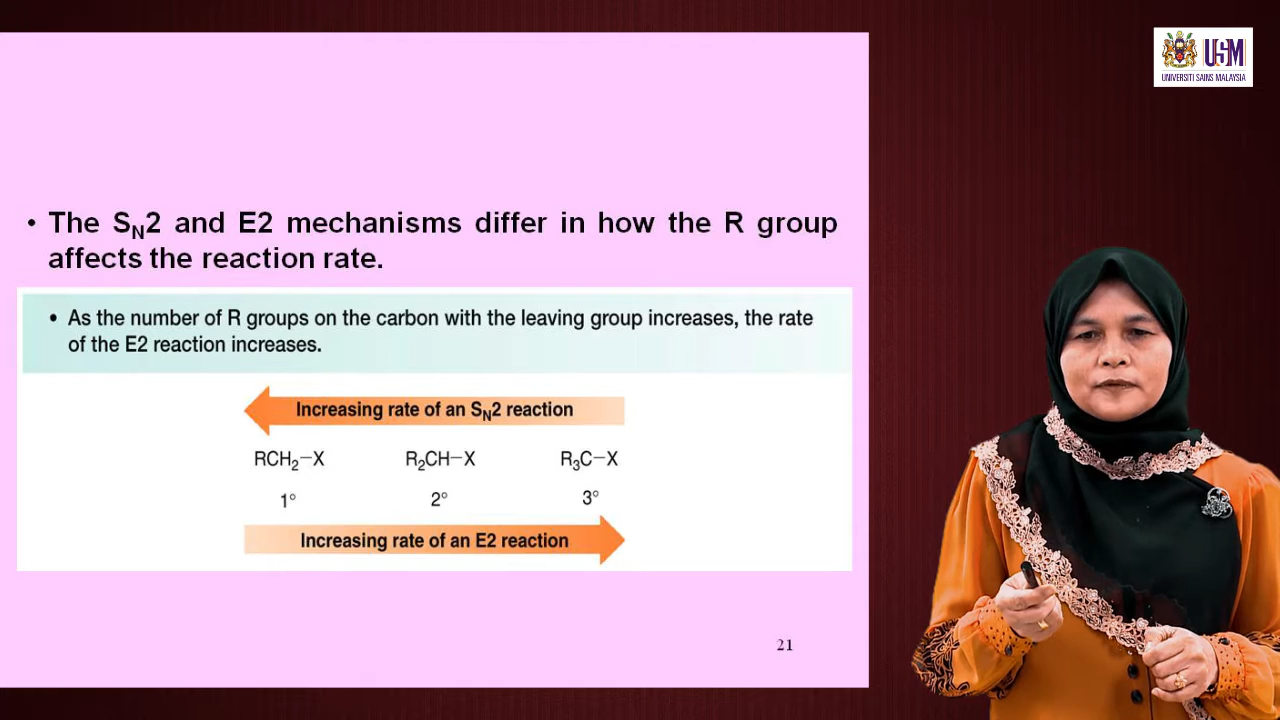 USM
UNIVERSITI SAINS MALAYSIA
• The SN2 and E2 mechanisms differ in how the R group
affects the reaction rate.
• As the number of R groups on the carbon with the leaving group increases, the rate
of the E2 reaction increases.
Increasing rate of an SN2 reaction
RCH2−X R2CH−X R3C−X
1° 2° 3°
Increasing rate of an E2 reaction
21